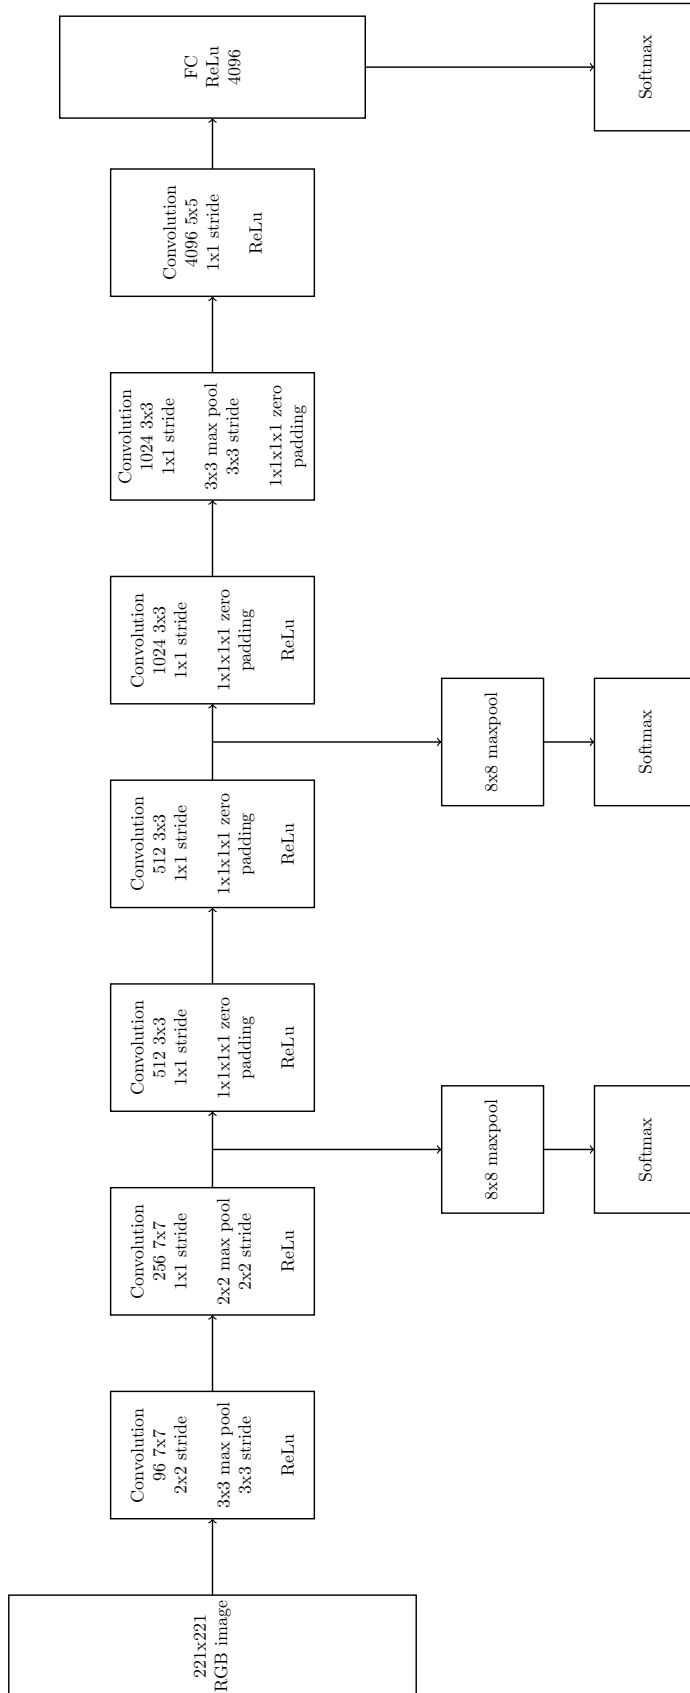 221x221
RGB image
Convolution
96 7x7
2x2 stride
3x3 max pool
3x3 stride
ReLu
Convolution
256 7x7
1x1 stride
2x2 max pool
2x2 stride
ReLu
8x8 maxpool
Softmax
Convolution
512 3x3
1x1 stride
1x1x1x1 zero
padding
ReLu
Convolution
512 3x3
1x1 stride
1x1x1x1 zero
padding
ReLu
8x8 maxpool
Softmax
Convolution
1024 3x3
1x1 stride
1x1x1x1 zero
padding
ReLu
Convolution
1024 3x3
1x1 stride
3x3 max pool
3x3 stride
1x1x1x1 zero
padding
Convolution
4096 5x5
1x1 stride
ReLu
FC
ReLu
4096
Softmax